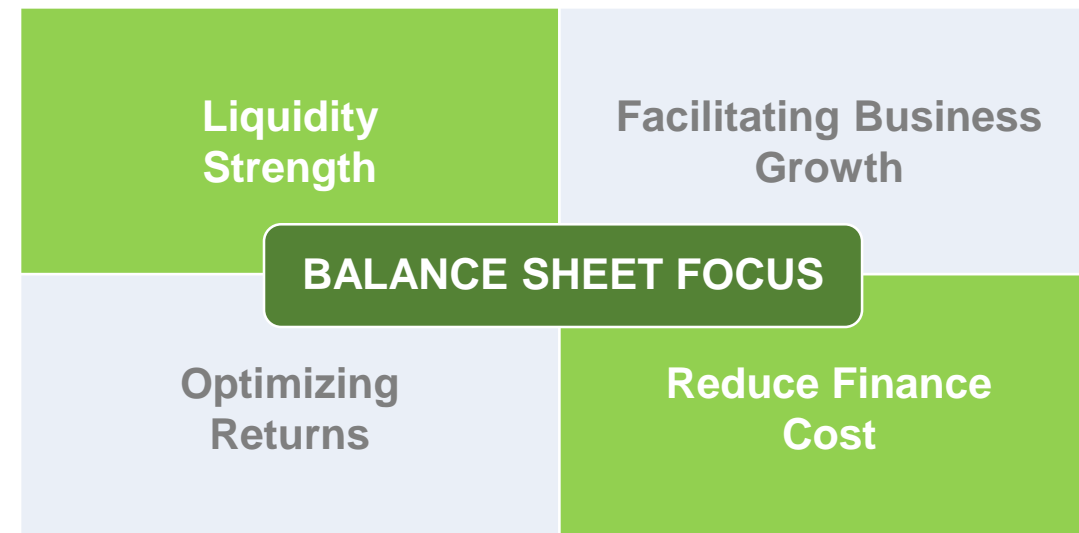 Liquidity
Strength
Facilitating Business
Growth
BALANCE SHEET FOCUS
Optimizing
Returns
Reduce Finance
Cost